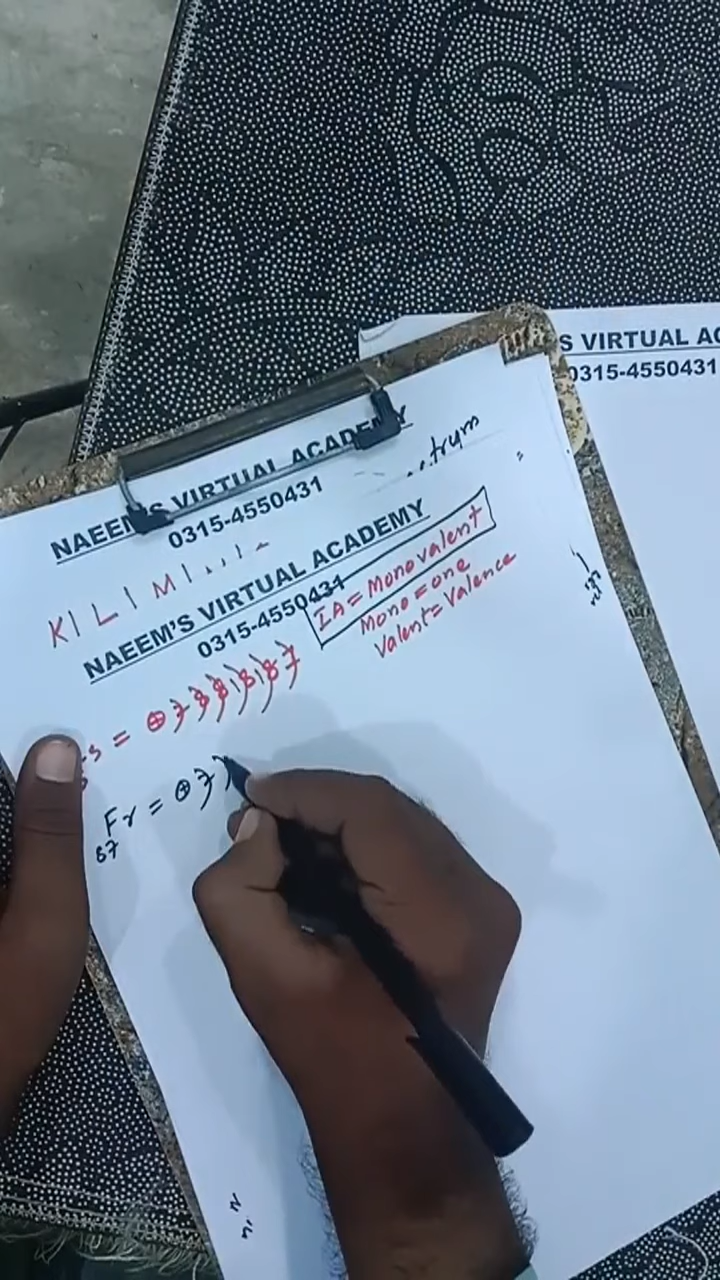 S VIRTUAL AC
0315-4550431
NAEEM'S VIRTUAL ACADEMY
0315-4550431
trum
K| L| M|
NAEEM'S VIRTUAL ACADEMY
0315-4550431
IA = Monovalent
Mono = one
Valent = Valence
s =
Fr =
87